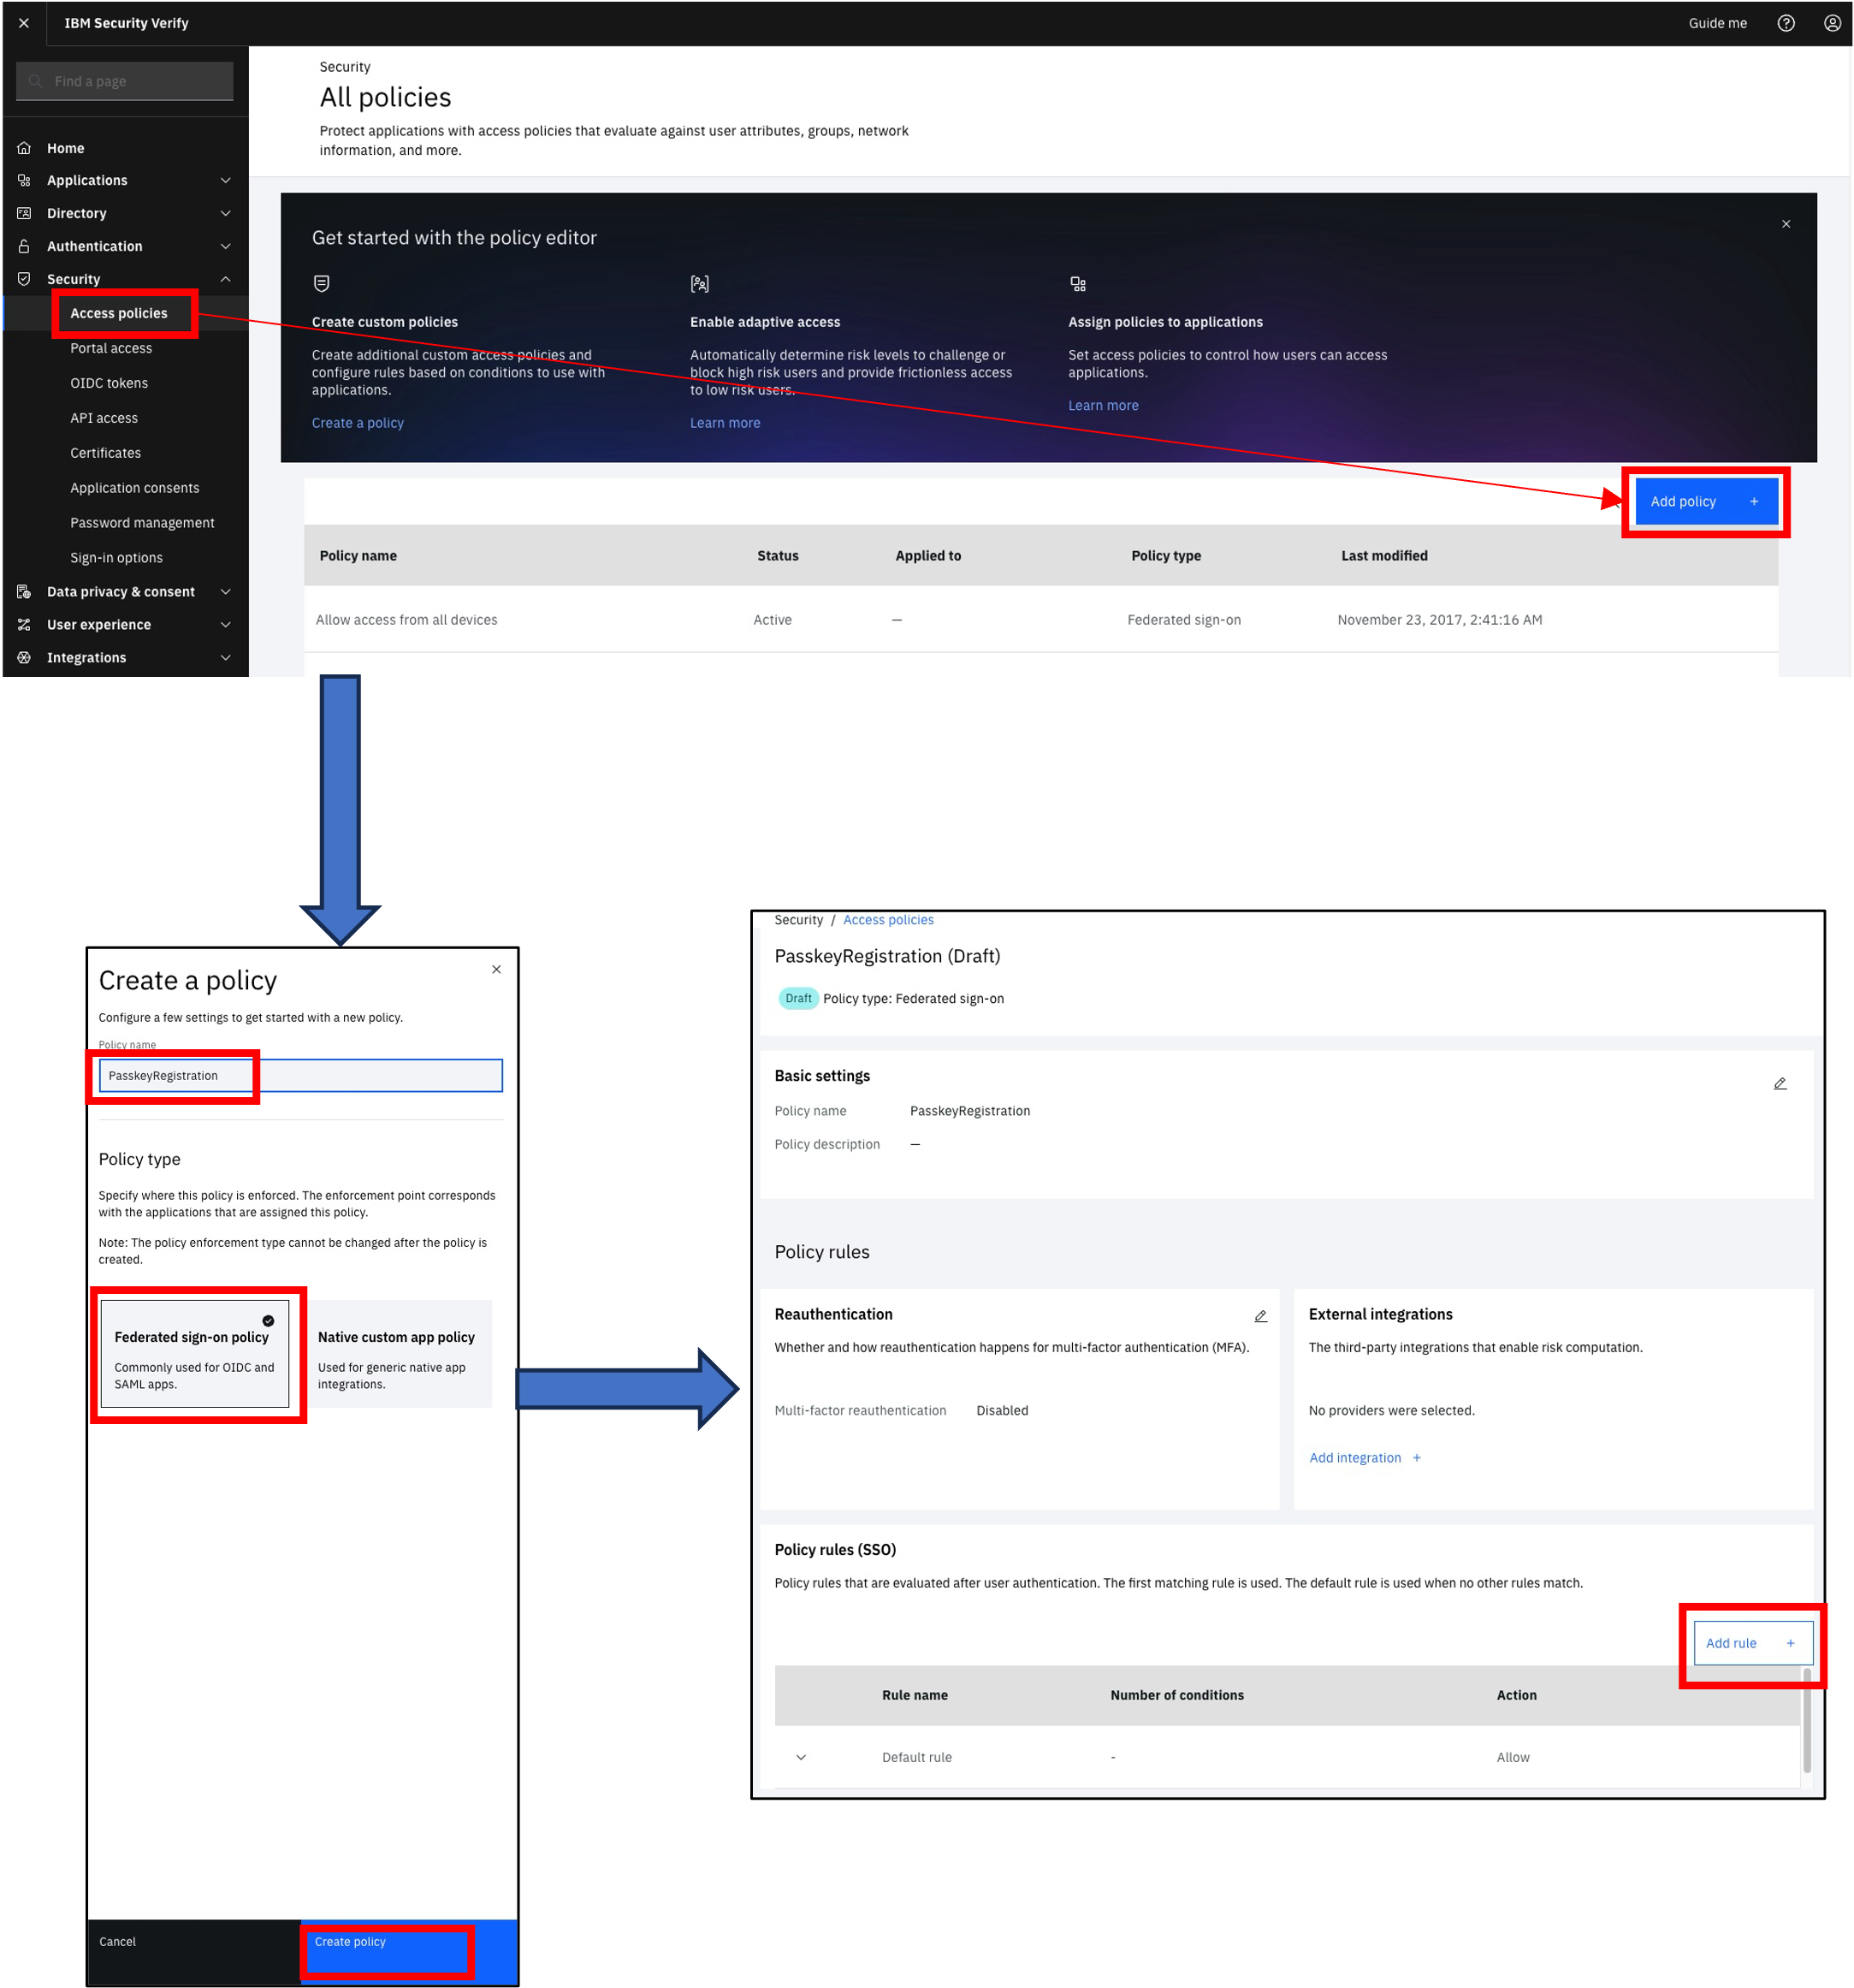 IBM Security Verify
Guide me
Find a page
Home
Applications
Directory
Authentication
Security
Access policies
Portal access
OIDC tokens
API access
Certificates
Application consents
Password management
Sign-in options
Data privacy & consent
User experience
Integrations
Security
All policies
Protect applications with access policies that evaluate against user attributes, groups, network
information, and more.
Get started with the policy editor
Create custom policies
Create additional custom access policies and
configure rules based on conditions to use with
applications.
Create a policy
Enable adaptive access
Automatically determine risk levels to challenge or
block high risk users and provide frictionless access
to low risk users.
Learn more
Assign policies to applications
Set access policies to control how users can access
applications.
Learn more
Add policy +
Policy name Status Applied to Policy type Last modified
Allow access from all devices Active — Federated sign-on November 23, 2017, 2:41:16 AM
Create a policy
Configure a few settings to get started with a new policy.
Policy name
PasskeyRegistration
Policy type
Specify where this policy is enforced. The enforcement point corresponds
with the applications that are assigned this policy.
Note: The policy enforcement type cannot be changed after the policy is
created.
Federated sign-on policy
Commonly used for OIDC and
SAML apps.
Native custom app policy
Used for generic native app
integrations.
Cancel
Create policy
Security / Access policies
PasskeyRegistration (Draft)
Draft Policy type: Federated sign-on
Basic settings
Policy name PasskeyRegistration
Policy description —
Policy rules
Reauthentication
Whether and how reauthentication happens for multi-factor authentication (MFA).
Multi-factor reauthentication Disabled
External integrations
The third-party integrations that enable risk computation.
No providers were selected.
Add integration +
Policy rules (SSO)
Policy rules that are evaluated after user authentication. The first matching rule is used. The default rule is used when no other rules match.
Add rule +
Rule name Number of conditions Action
Default rule - Allow